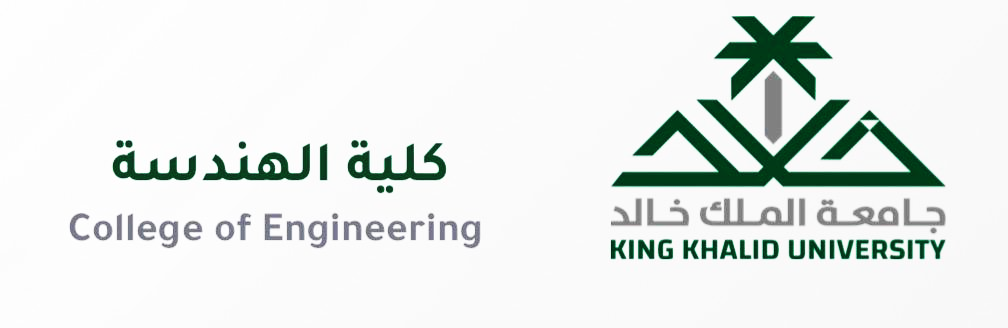 كلية الهندسة
College of Engineering
جامعة الملك خالد
KING KHALID UNIVERSITY